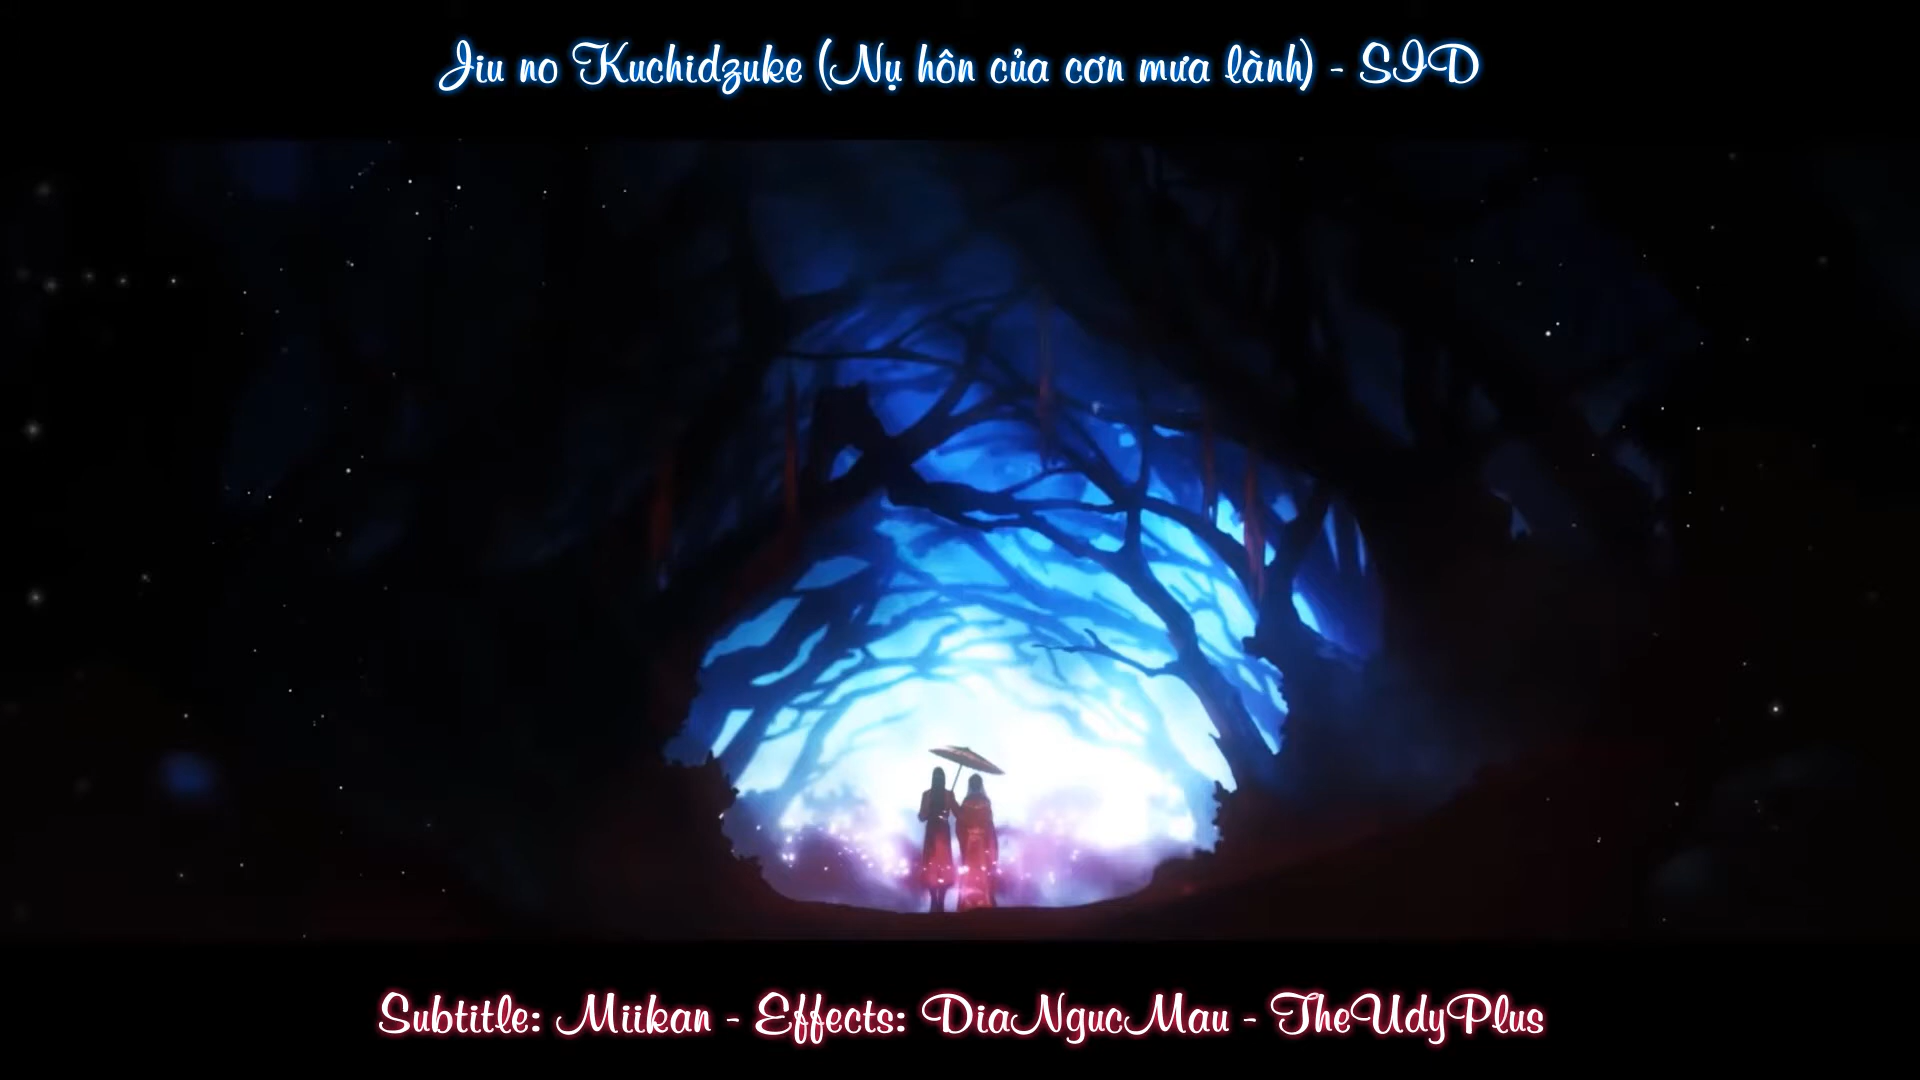 Jiu no Kuchidzuke (Nụ hôn của cơn mưa lành) - SID
Subtitle: Miikan - Effects: DiaNgucMau - TheUdyPlus